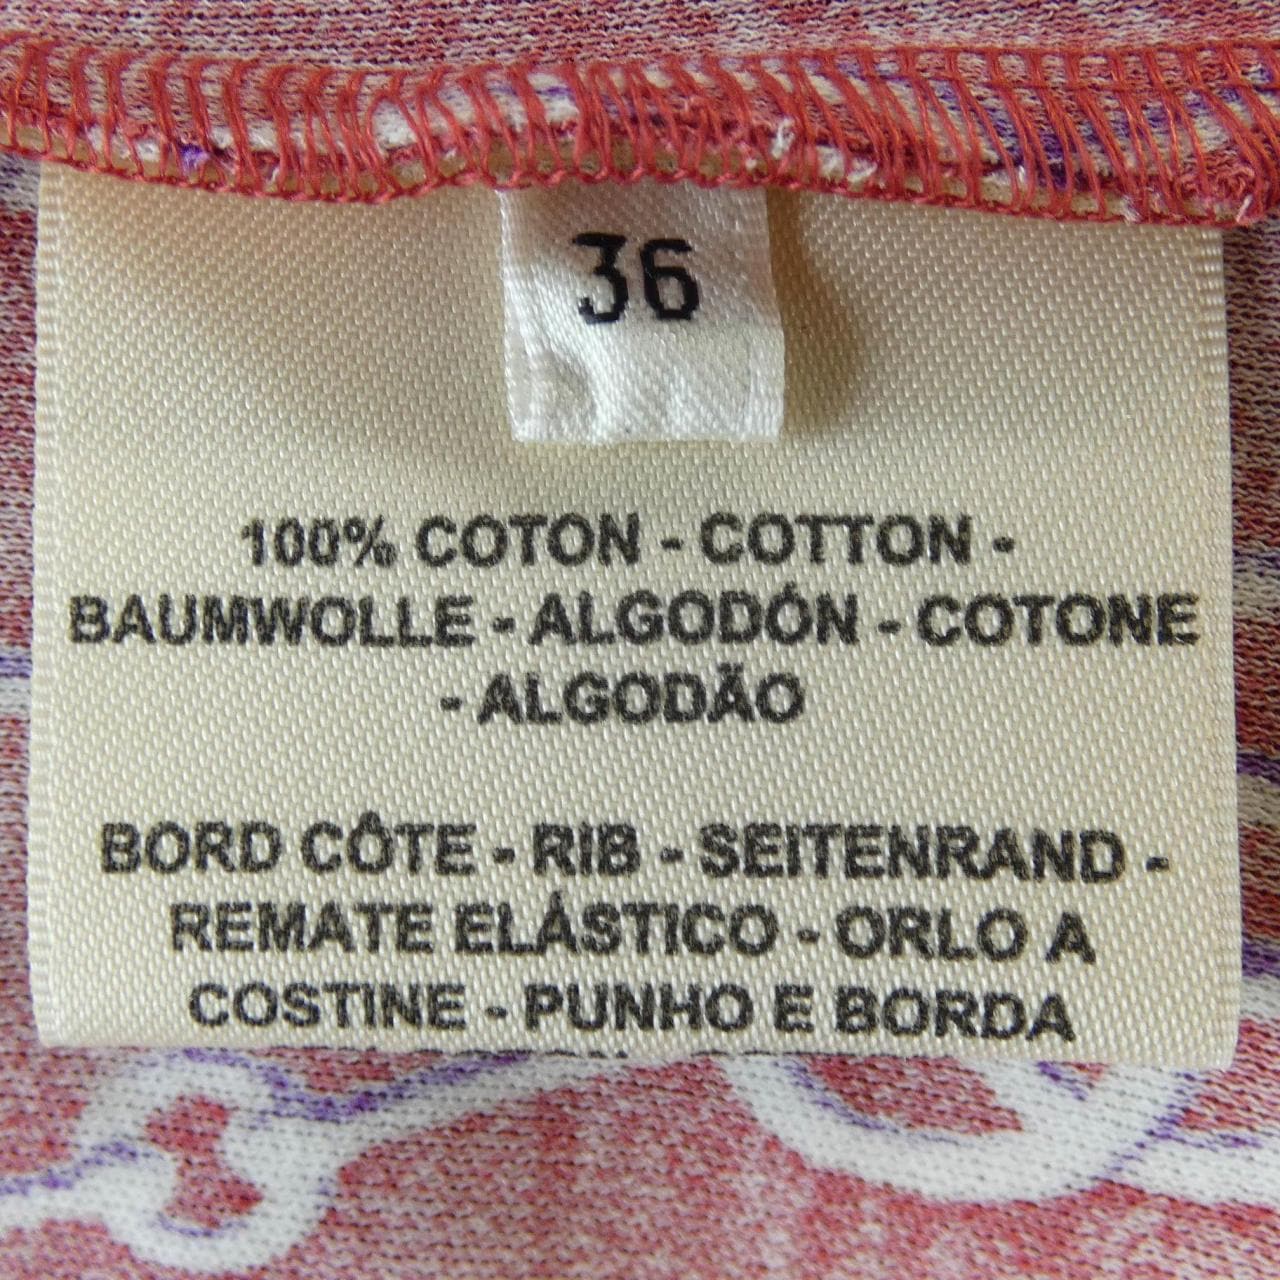 36
100% COTON - COTTON -
BAUMWOLLE - ALGODÓN - COTONE
- ALGODÃO
BORD CÔTE - RIB - SEITENRAND -
REMATE ELÁSTICO - ORLO A
COSTINE - PUNHO E BORDA